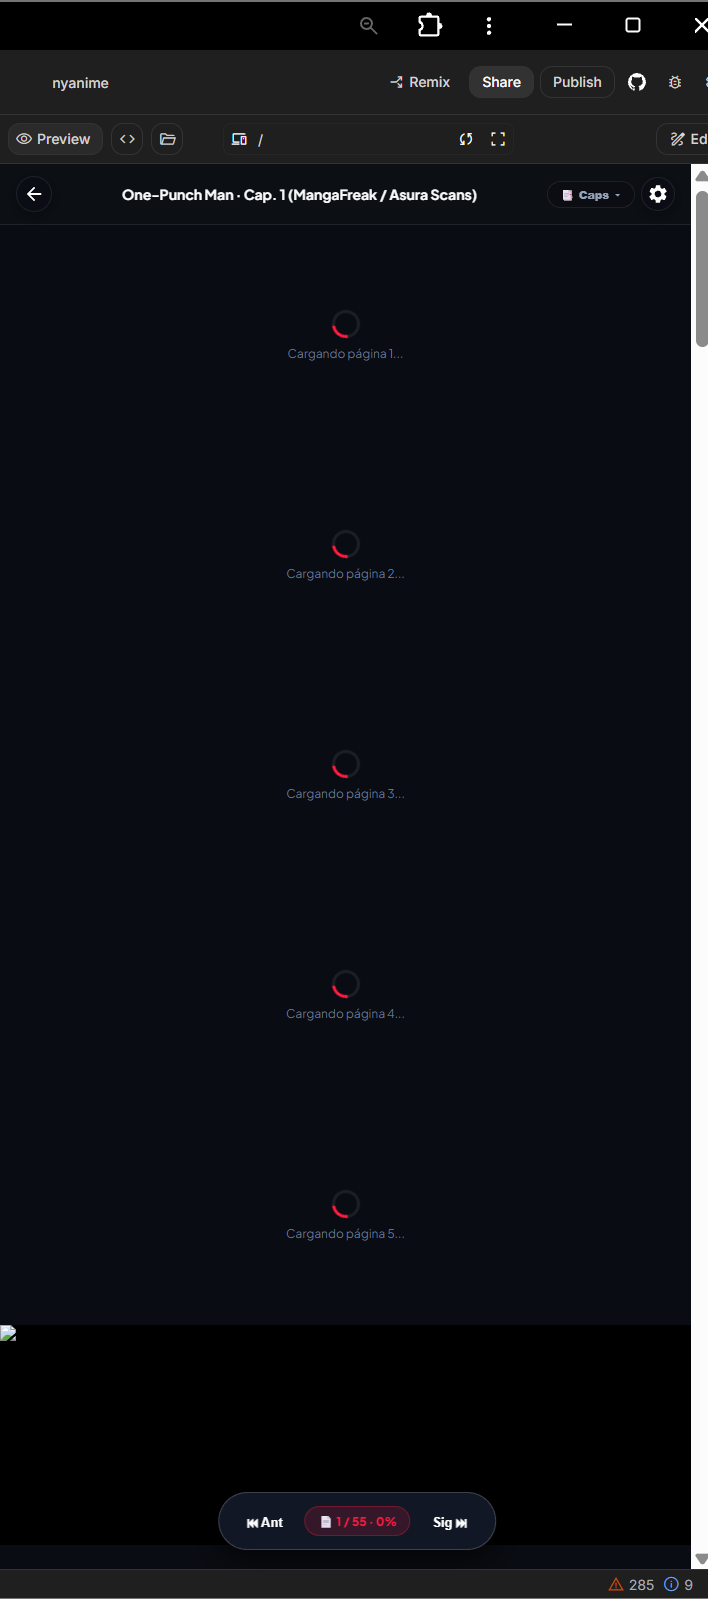 nyanime
Remix
Share
Publish
Preview
/
Ed
One-Punch Man · Cap. 1 (MangaFreak / Asura Scans)
Caps
Cargando página 1...
Cargando página 2...
Cargando página 3...
Cargando página 4...
Cargando página 5...
Ant
1 / 55 · 0%
Sig
285
9